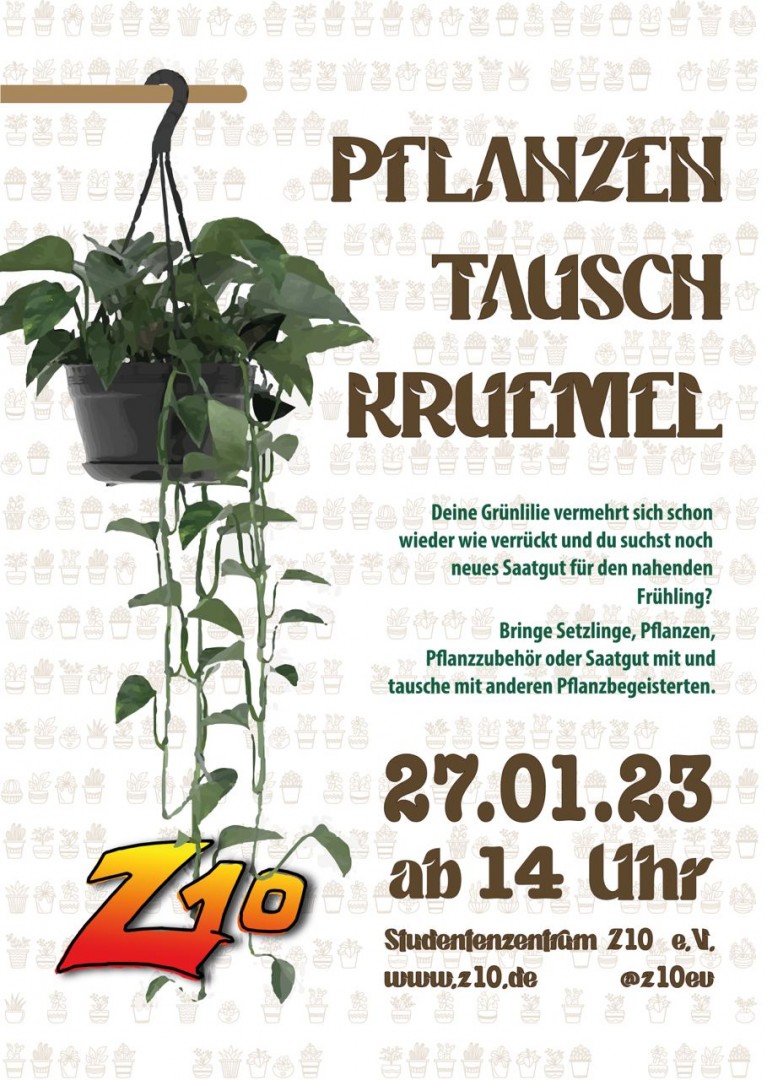 PFLANZEN
TAUSCH
KRUEMEL
Deine Grünlilie vermehrt sich schon
wieder wie verrückt und du suchst noch
neues Saatgut für den nahenden
Frühling?
Bringe Setzlinge, Pflanzen,
Pflanzzubehör oder Saatgut mit und
tausche mit anderen Pflanzbegeisterten.
27.01.23
ab 14 Uhr
Z10
Studentenzentrum Z10 e.V.
www.z10.de @z10ev